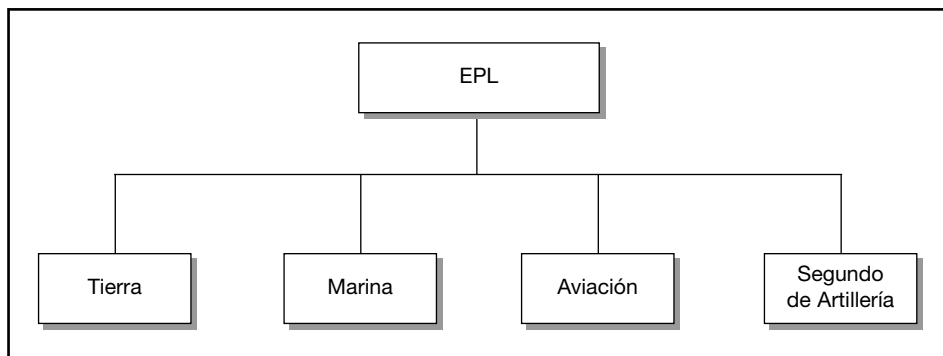 EPL
Tierra
Marina
Aviación
Segundo
de Artillería